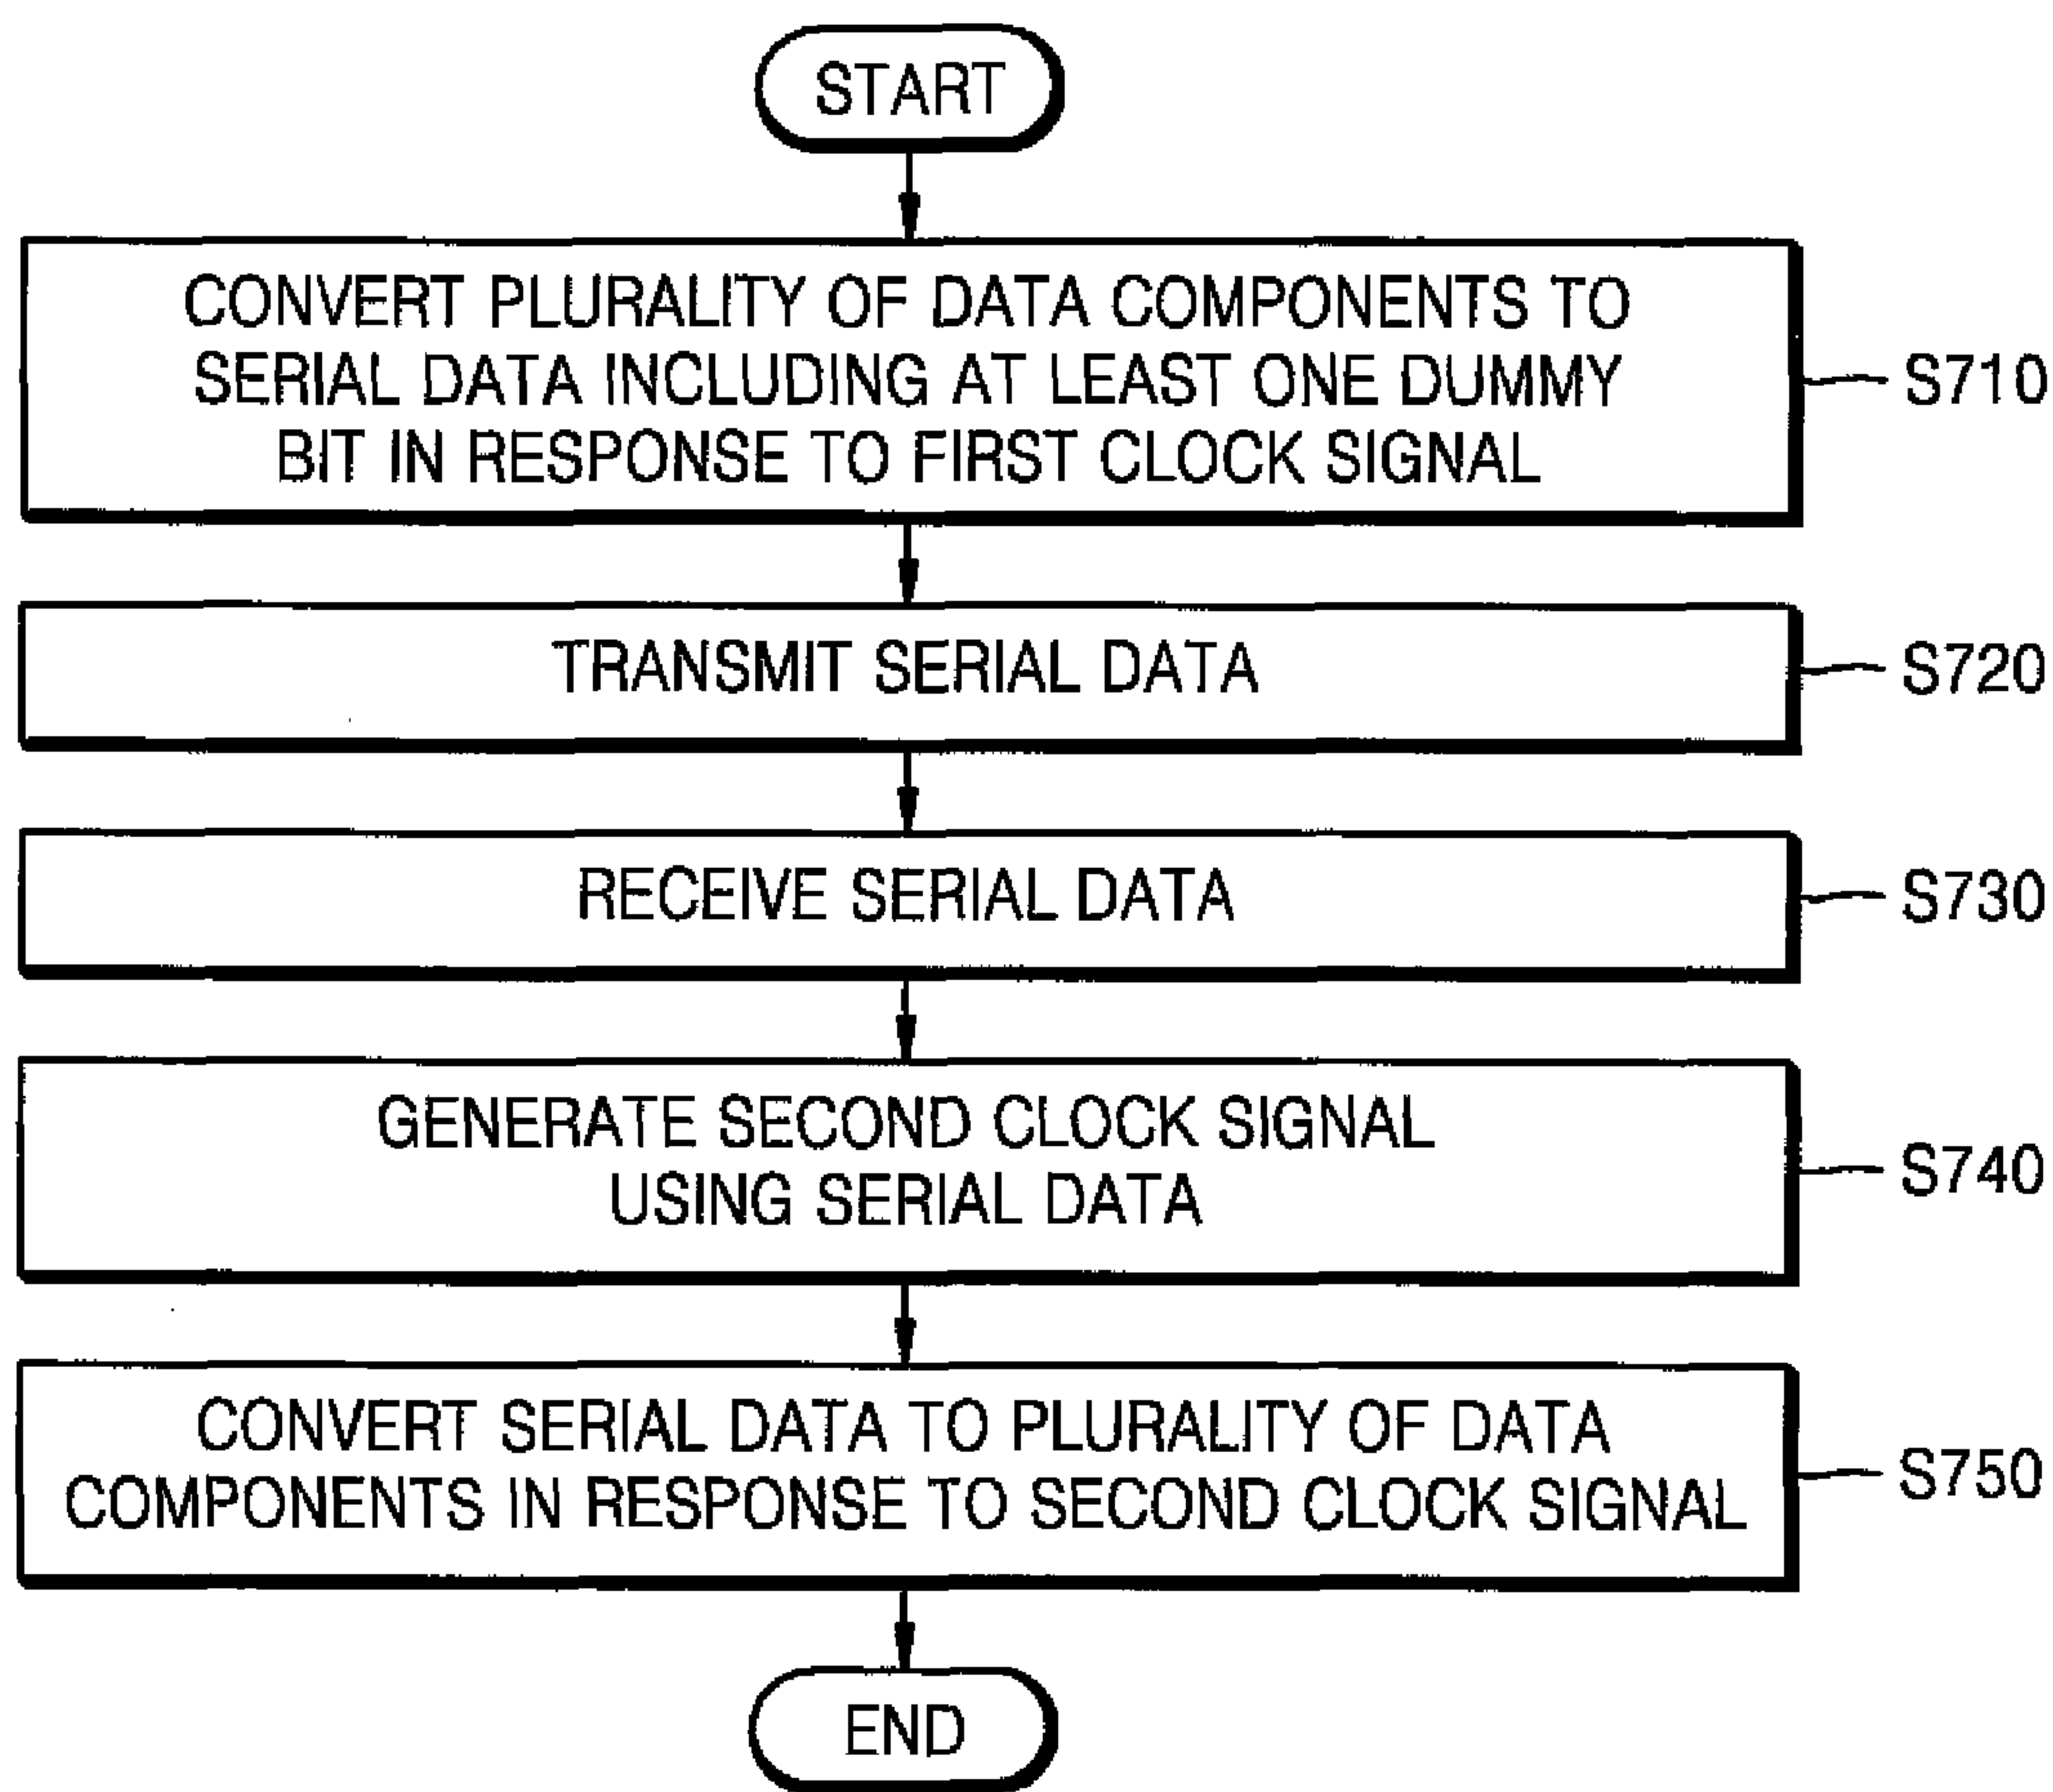 START
CONVERT PLURALITY OF DATA COMPONENTS TO
SERIAL DATA INCLUDING AT LEAST ONE DUMMY
BIT IN RESPONSE TO FIRST CLOCK SIGNAL
S710
TRANSMIT SERIAL DATA
S720
RECEIVE SERIAL DATA
S730
GENERATE SECOND CLOCK SIGNAL
USING SERIAL DATA
S740
CONVERT SERIAL DATA TO PLURALITY OF DATA
COMPONENTS IN RESPONSE TO SECOND CLOCK SIGNAL
S750
END